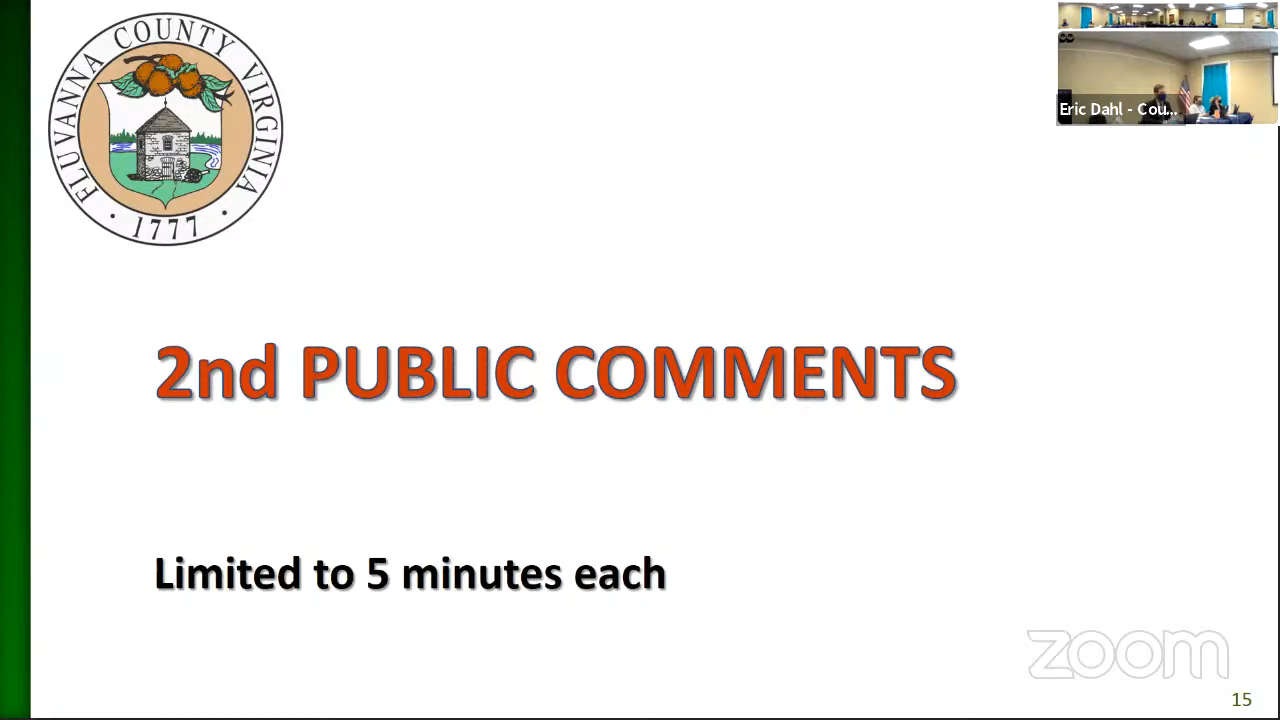 FLUVANNA COUNTY VIRGINIA
· 1777 ·
Eric Dahl - Cou...
2nd PUBLIC COMMENTS
Limited to 5 minutes each
zoom
15